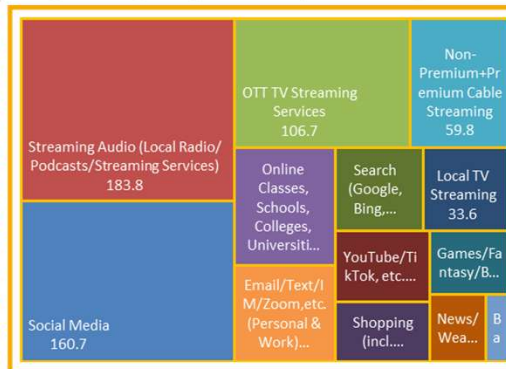 Streaming Audio (Local Radio/
Podcasts/Streaming Services)
183.8
Social Media
160.7
OTT TV Streaming
Services
106.7
Non-
Premium+Pre
mium Cable
Streaming
59.8
Online
Classes,
Schools,
Colleges,
Universiti...
Search
(Google,
Bing,...
Local TV
Streaming
33.6
Email/Text/I
M/Zoom,etc.
(Personal &
Work)...
YouTube/Ti
kTok, etc....
Games/Fa
ntasy/B...
Shopping
(incl....
News/
Wea...
B
a